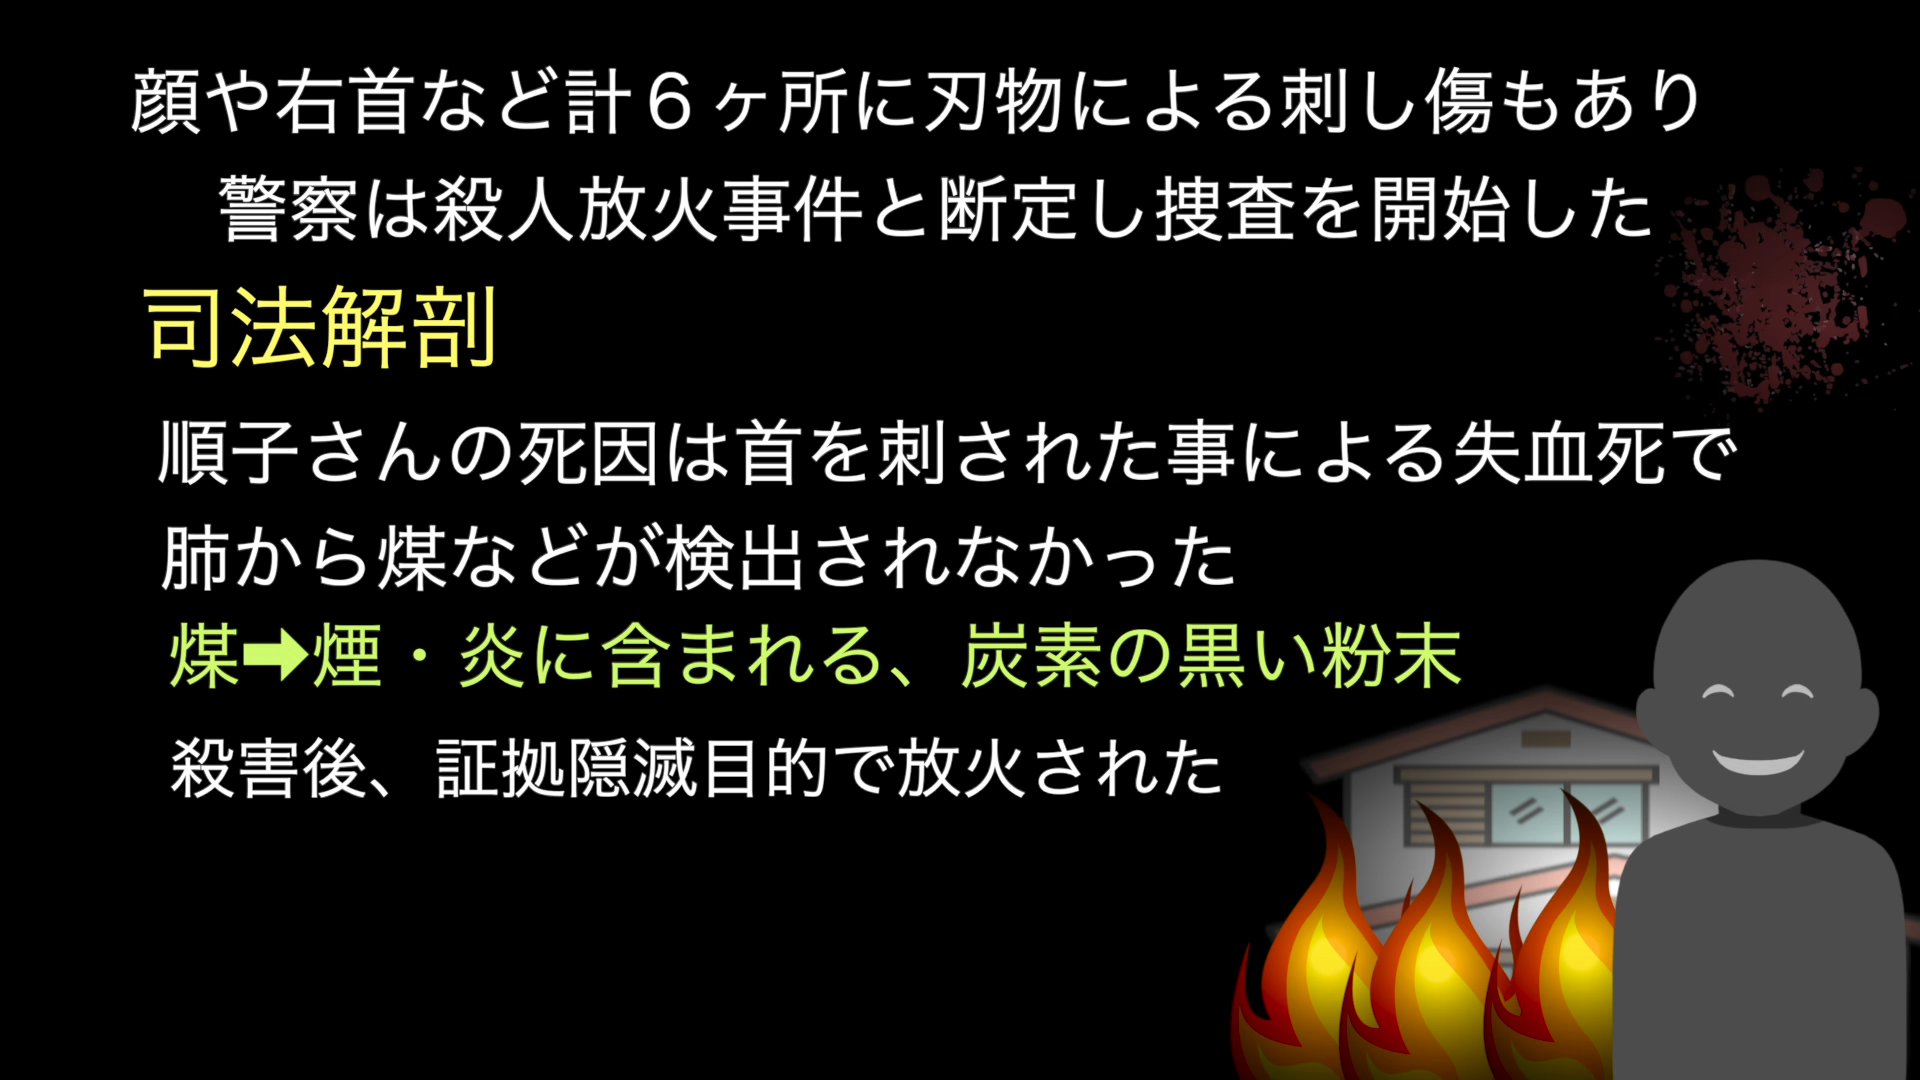 顔や右首など計６ヶ所に刃物による刺し傷もあり
警察は殺人放火事件と断定し捜査を開始した
司法解剖
順子さんの死因は首を刺された事による失血死で
肺から煤などが検出されなかった
煤➡煙・炎に含まれる、炭素の黒い粉末
殺害後、証拠隠滅目的で放火された